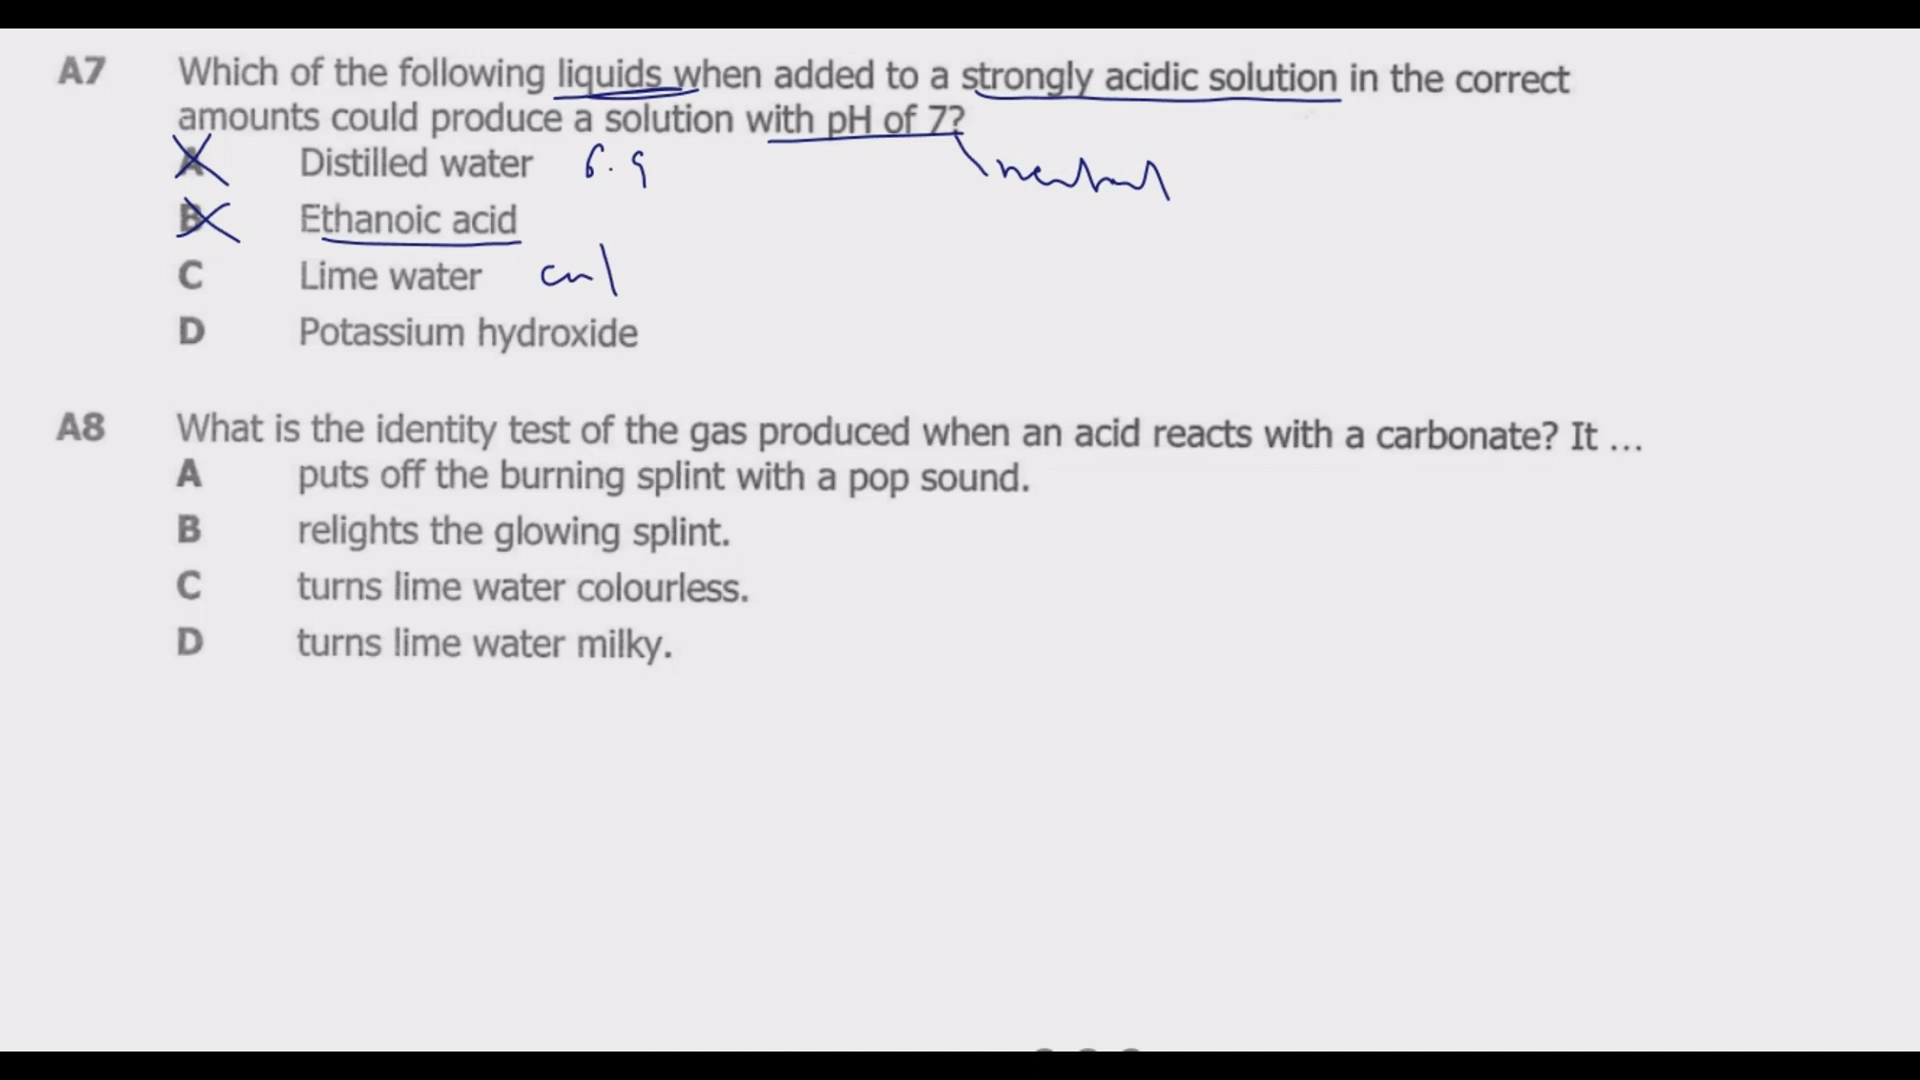 A7 Which of the following liquids when added to a strongly acidic solution in the correct
amounts could produce a solution with pH of 7?
A Distilled water 6.9
neutral
B Ethanoic acid
C Lime water
D Potassium hydroxide
A8 What is the identity test of the gas produced when an acid reacts with a carbonate? It ...
A puts off the burning splint with a pop sound.
B relights the glowing splint.
C turns lime water colourless.
D turns lime water milky.